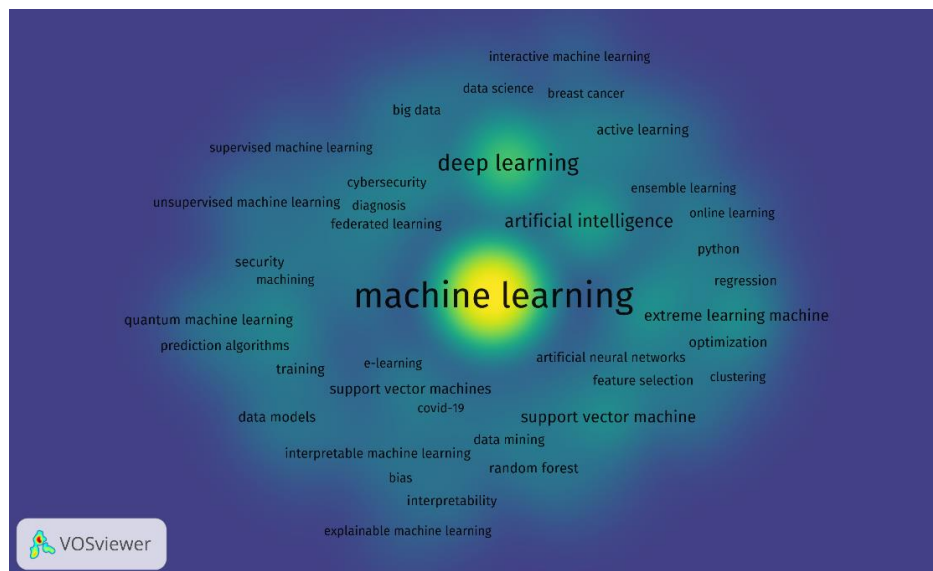 interactive machine learning
data science
breast cancer
big data
active learning
supervised machine learning
deep learning
cybersecurity
ensemble learning
unsupervised machine learning
diagnosis
online learning
federated learning
artificial intelligence
python
security
machining
regression
machine learning
extreme learning machine
quantum machine learning
prediction algorithms
optimization
artificial neural networks
e-learning
training
feature selection
clustering
support vector machines
covid-19
data models
support vector machine
data mining
interpretable machine learning
random forest
bias
interpretability
explainable machine learning
VOSviewer